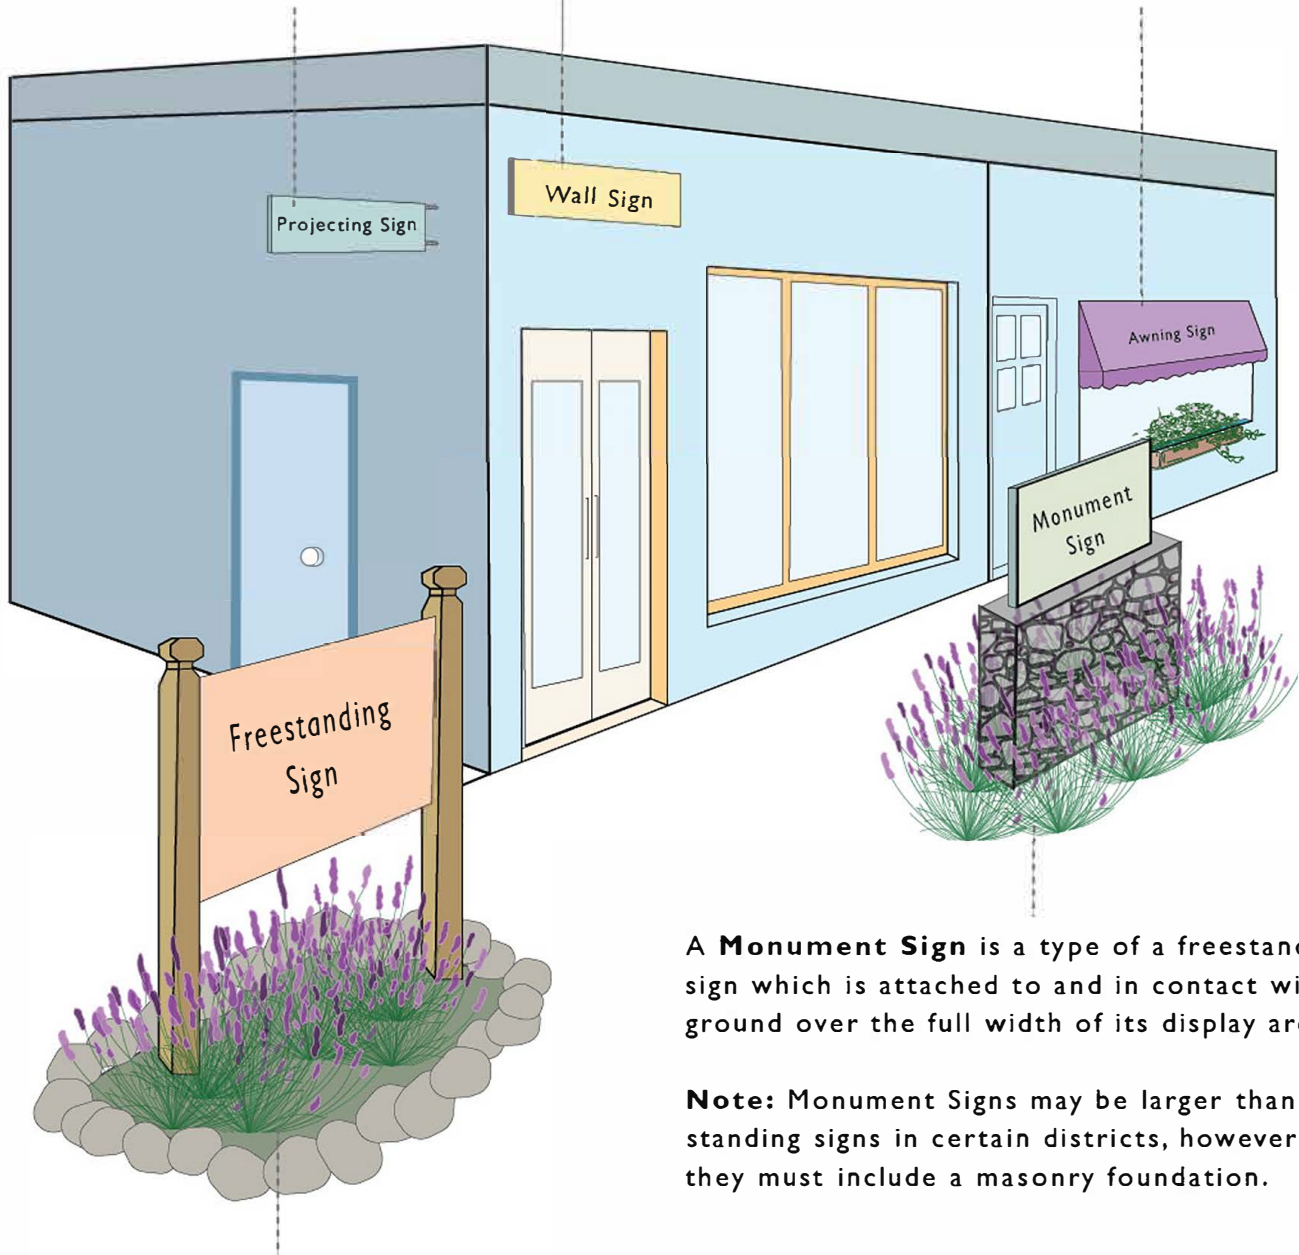 Projecting Sign
Wall Sign
Awning Sign
Monument
Sign
Freestanding
Sign
A Monument Sign is a type of a freestand
sign which is attached to and in contact wi
ground over the full width of its display are
Note: Monument Signs may be larger than
standing signs in certain districts, however
they must include a masonry foundation.